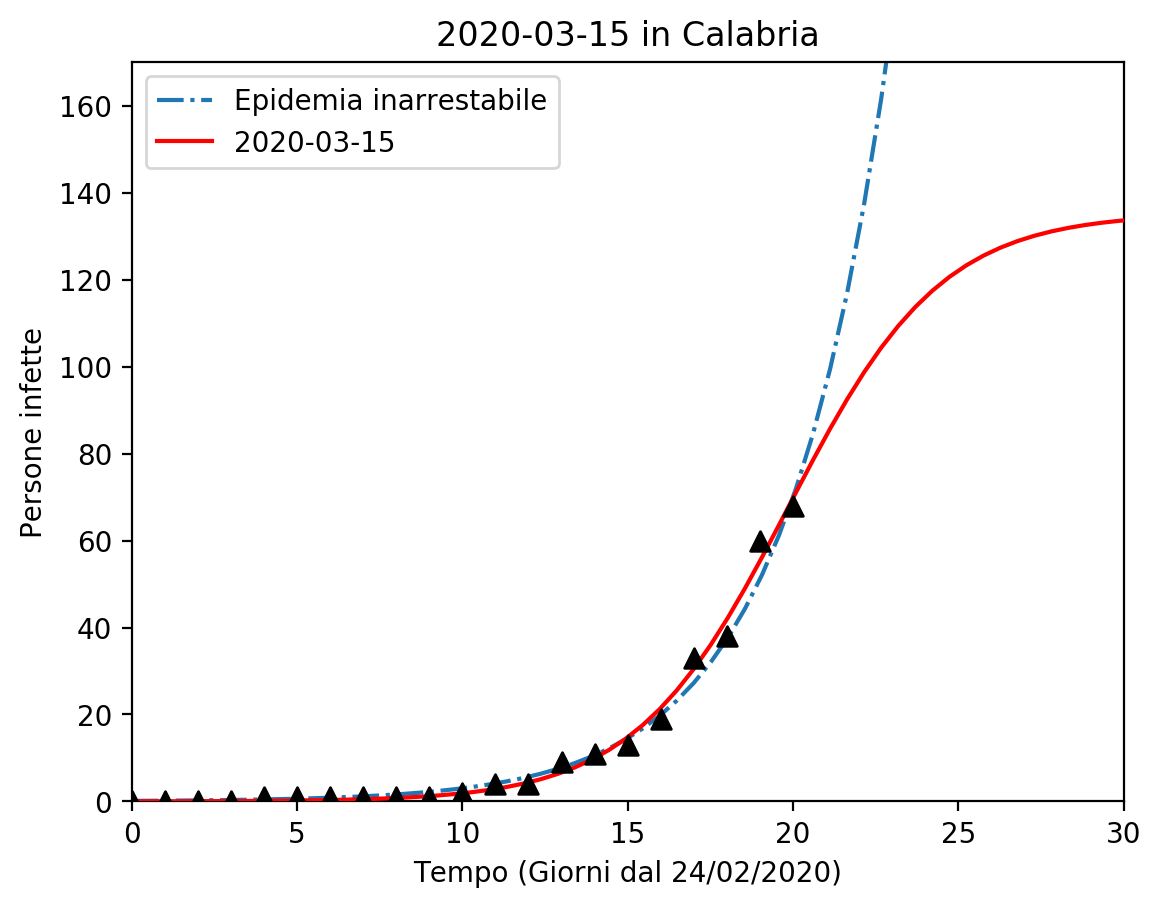 2020-03-15 in Calabria
Epidemia inarrestabile
2020-03-15
Persone infette
160
140
120
100
80
60
40
20
0
0 5 10 15 20 25 30
Tempo (Giorni dal 24/02/2020)